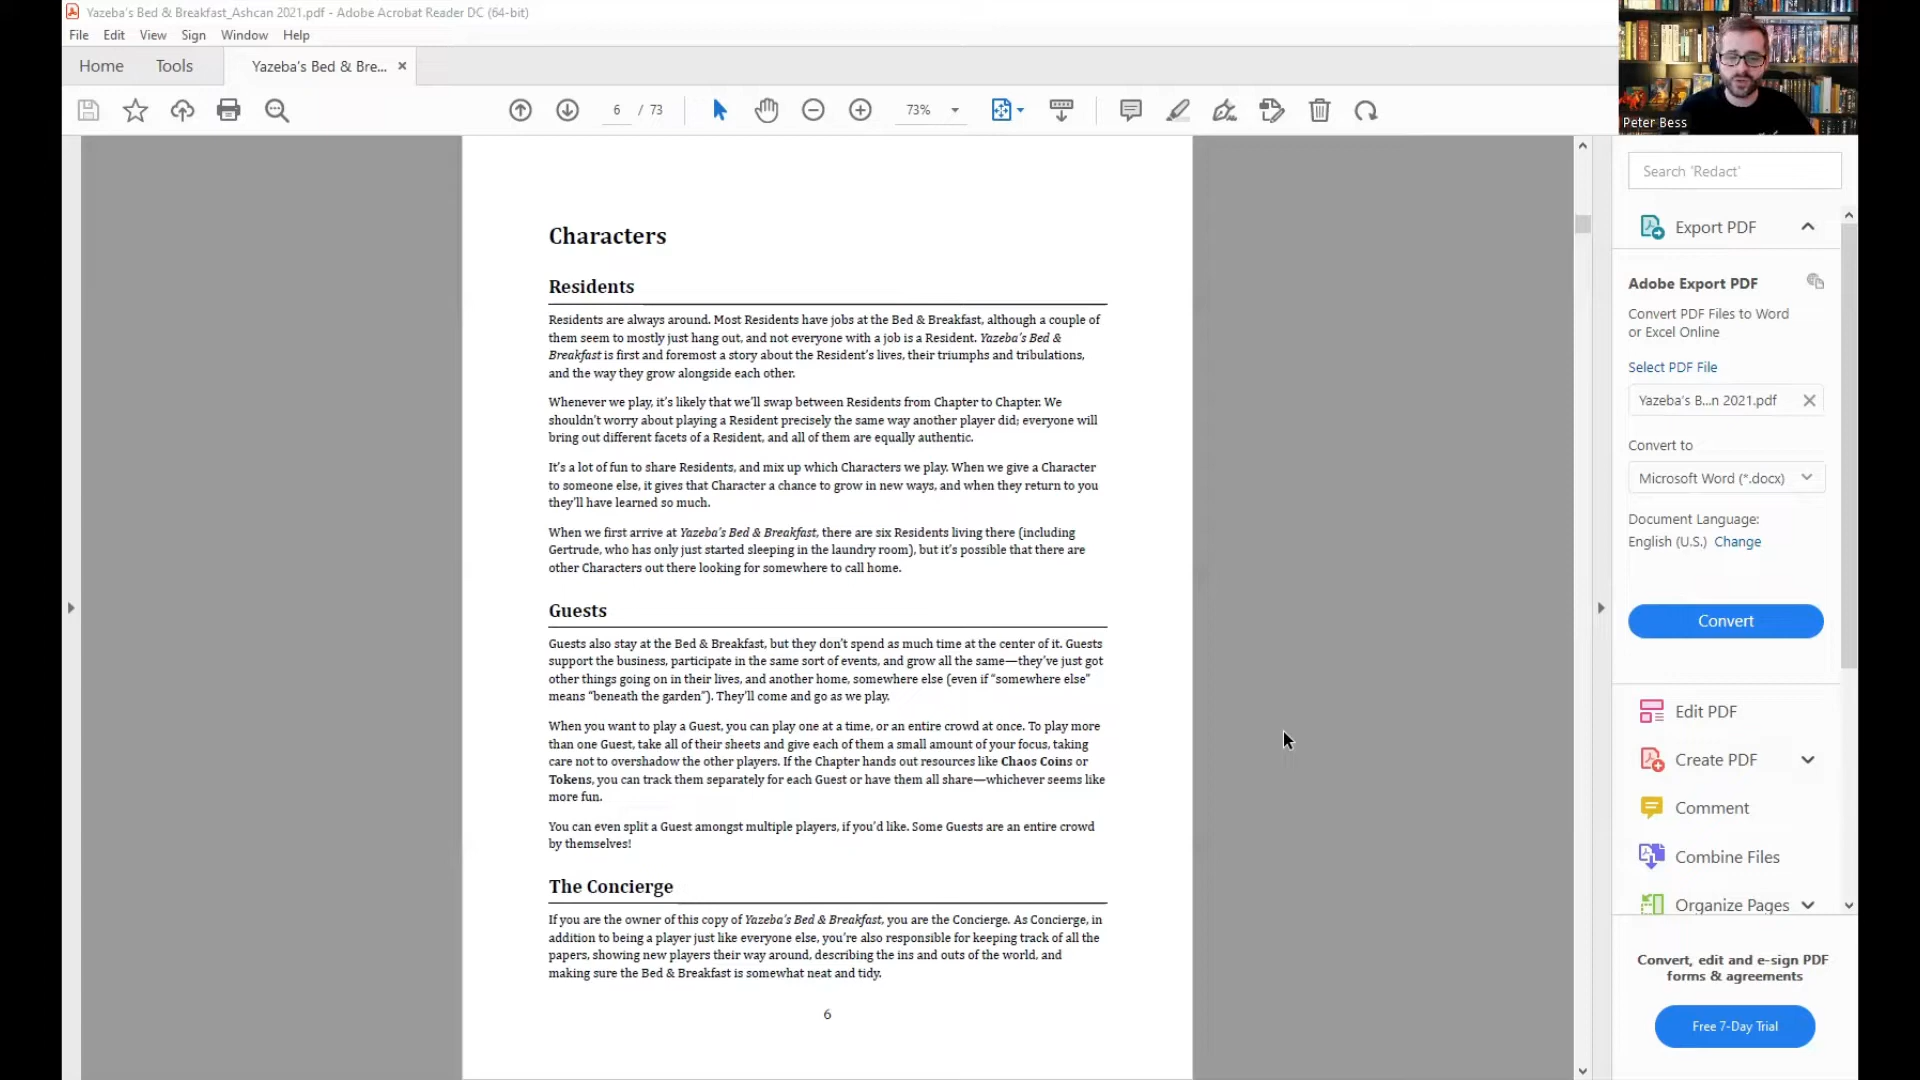 Yazeba's Bed & Breakfast_Ashcan 2021.pdf - Adobe Acrobat Reader DC (64-bit)
File Edit View Sign Window Help
Home Tools Yazeba's Bed & Bre... ×
6 / 73 73%
Peter Bess
Characters
Residents
Residents are always around. Most Residents have jobs at the Bed & Breakfast, although a couple of
them seem to mostly just hang out, and not everyone with a job is a Resident. Yazeba's Bed &
Breakfast is first and foremost a story about the Resident's lives, their triumphs and tribulations,
and the way they grow alongside each other.
Whenever we play, it's likely that we'll swap between Residents from Chapter to Chapter. We
shouldn't worry about playing a Resident precisely the same way another player did; everyone will
bring out different facets of a Resident, and all of them are equally authentic.
It's a lot of fun to share Residents, and mix up which Characters we play. When we give a Character
to someone else, it gives that Character a chance to grow in new ways, and when they return to you
they'll have learned so much.
When we first arrive at Yazeba's Bed & Breakfast, there are six Residents living there (including
Gertrude, who has only just started sleeping in the laundry room), but it's possible that there are
other Characters out there looking for somewhere to call home.
Guests
Guests also stay at the Bed & Breakfast, but they don't spend as much time at the center of it. Guests
support the business, participate in the same sort of events, and grow all the same—they've just got
other things going on in their lives, and another home, somewhere else (even if "somewhere else"
means "beneath the garden"). They'll come and go as we play.
When you want to play a Guest, you can play one at a time, or an entire crowd at once. To play more
than one Guest, take all of their sheets and give each of them a small amount of your focus, taking
care not to overshadow the other players. If the Chapter hands out resources like Chaos Coins or
Tokens, you can track them separately for each Guest or have them all share—whichever seems like
more fun.
You can even split a Guest amongst multiple players, if you'd like. Some Guests are an entire crowd
by themselves!
The Concierge
If you are the owner of this copy of Yazeba's Bed & Breakfast, you are the Concierge. As Concierge, in
addition to being a player just like everyone else, you're also responsible for keeping track of all the
papers, showing new players their way around, describing the ins and outs of the world, and
making sure the Bed & Breakfast is somewhat neat and tidy.
6
Search 'Redact'
Export PDF
Adobe Export PDF
Convert PDF Files to Word
or Excel Online
Select PDF File
Yazeba's B...n 2021.pdf ×
Convert to
Microsoft Word (*.docx)
Document Language:
English (U.S.) Change
Convert
Edit PDF
Create PDF
Comment
Combine Files
Organize Pages
Convert, edit and e-sign PDF
forms & agreements
Free 7-Day Trial